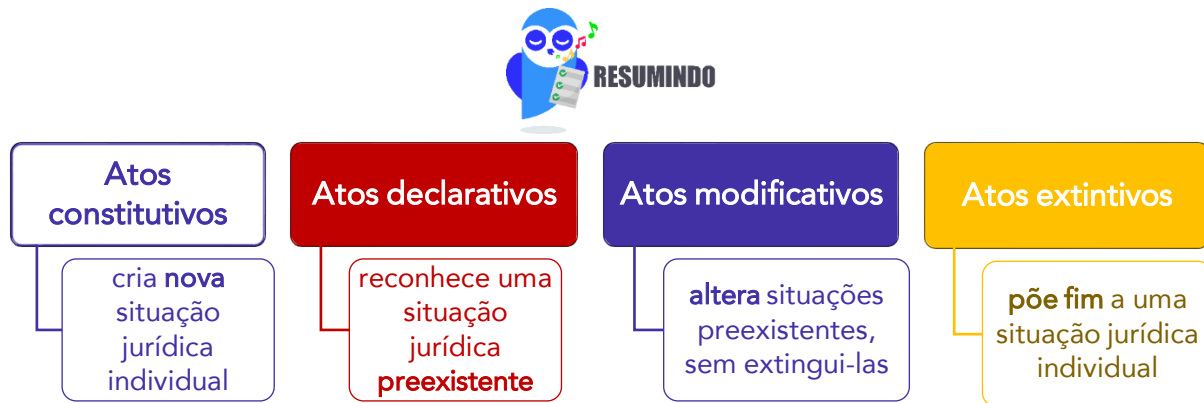 RESUMINDO
Atos
constitutivos
cria nova
situação
jurídica
individual
Atos declarativos
reconhece uma
situação
jurídica
preexistente
Atos modificativos
altera situações
preexistentes,
sem extingui-las
Atos extintivos
põe fim a uma
situação jurídica
individual